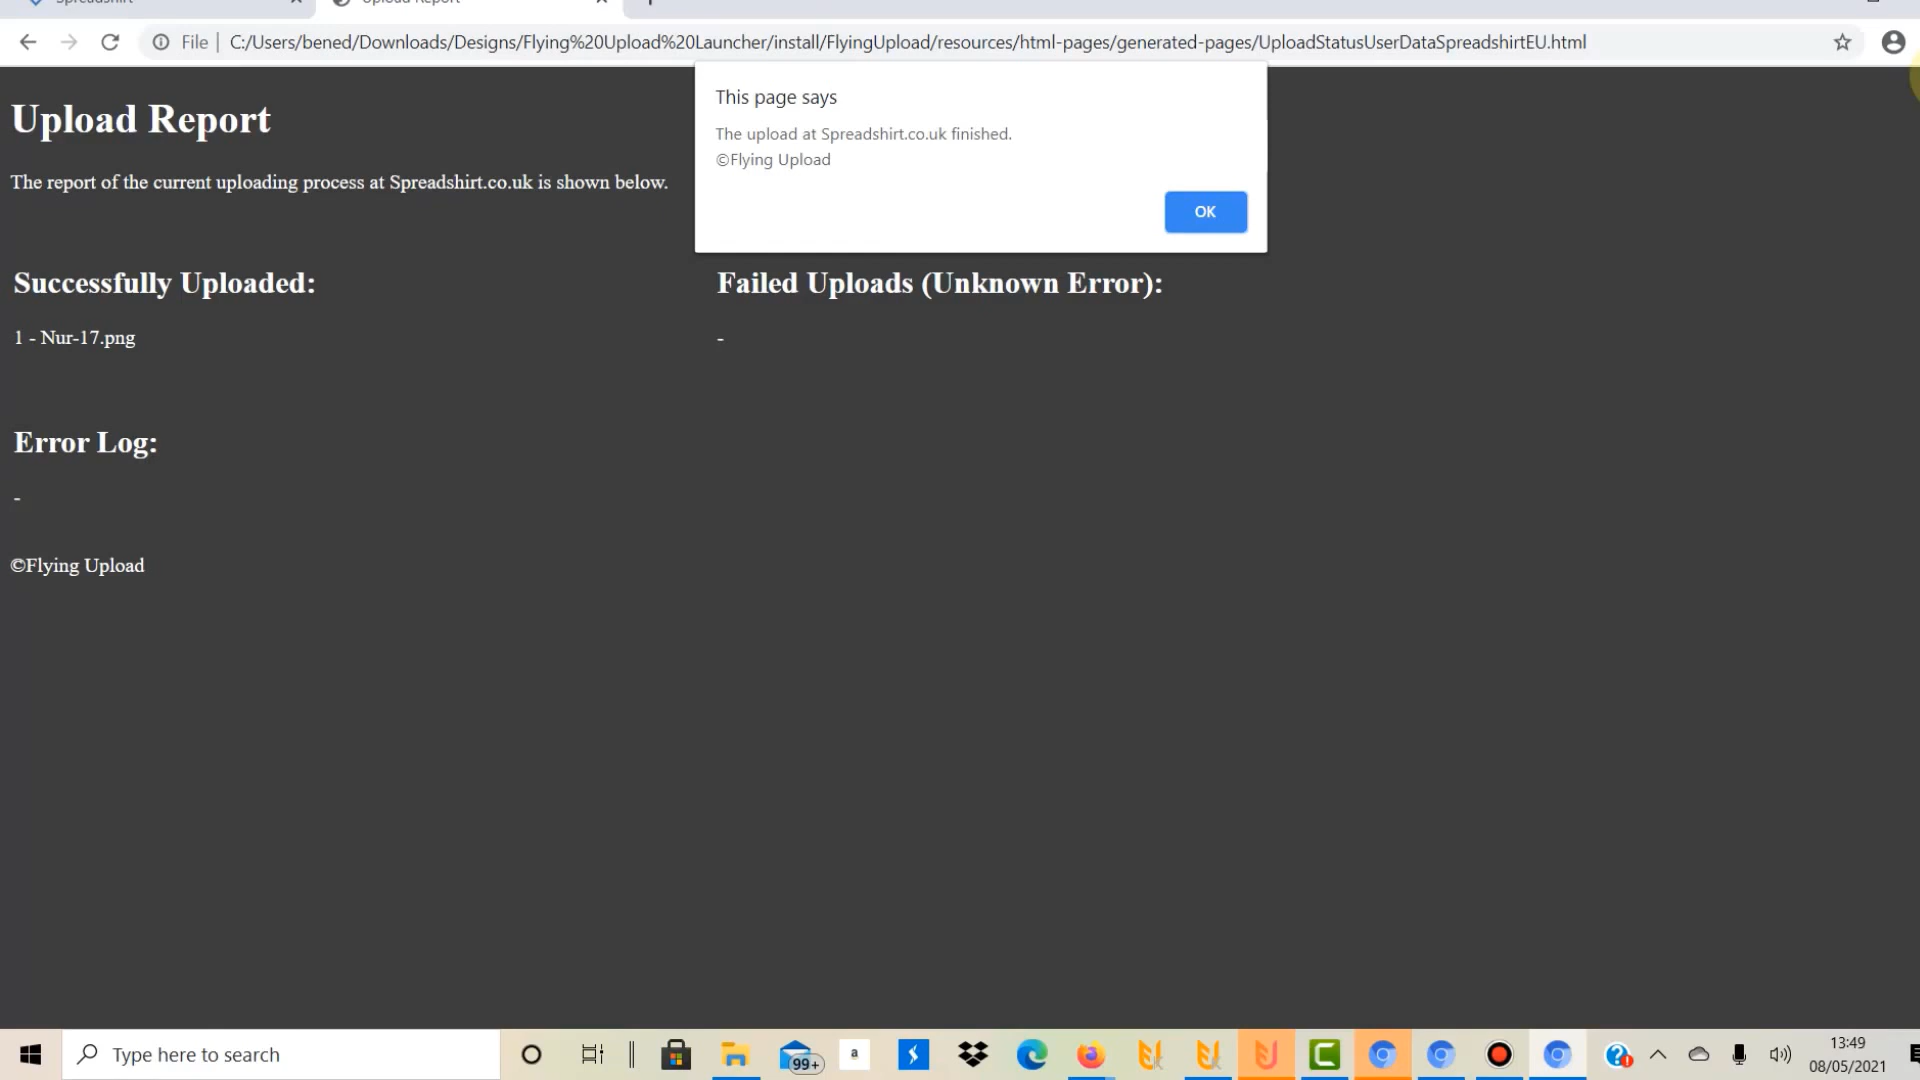 Spreadshirt
Upload Report
File
C:/Users/bened/Downloads/Designs/Flying%20Upload%20Launcher/install/FlyingUpload/resources/html-pages/generated-pages/UploadStatusUserDataSpreadshirtEU.html
This page says
The upload at Spreadshirt.co.uk finished.
©Flying Upload
OK
Upload Report
The report of the current uploading process at Spreadshirt.co.uk is shown below.
Successfully Uploaded:
1 - Nur-17.png
Failed Uploads (Unknown Error):
-
Error Log:
-
©Flying Upload
Type here to search
99+
a
13:49
08/05/2021